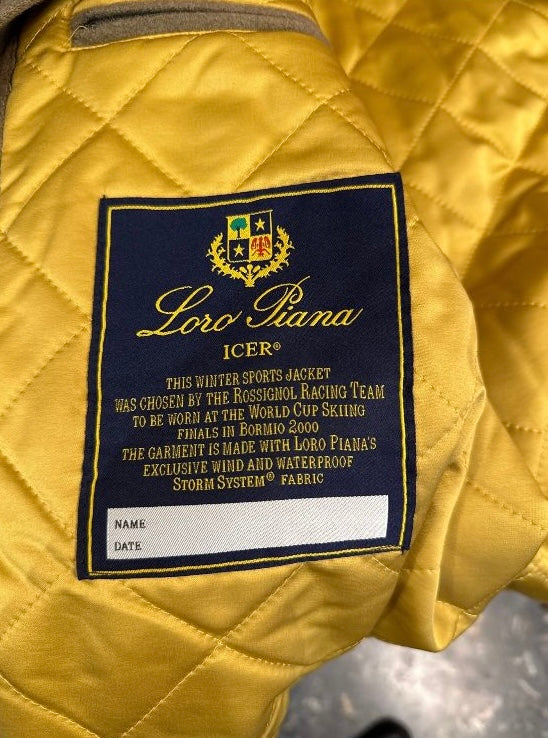 Loro Piana
ICER®
THIS WINTER SPORTS JACKET
WAS CHOSEN BY THE ROSSIGNOL RACING TEAM
TO BE WORN AT THE WORLD CUP SKIING
FINALS IN BORMIO 2000
THE GARMENT IS MADE WITH LORO PIANA'S
EXCLUSIVE WIND AND WATERPROOF
STORM SYSTEM® FABRIC
NAME
DATE